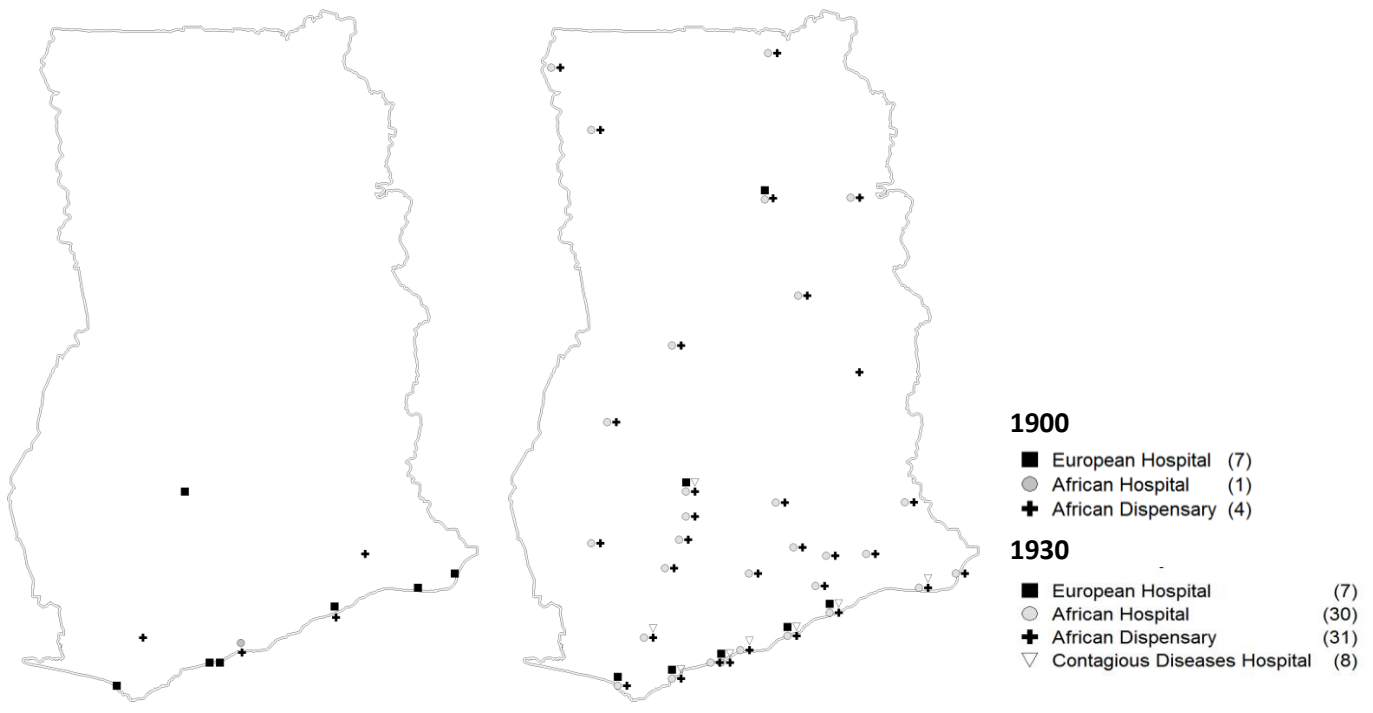 1900
European Hospital (7)
African Hospital (1)
African Dispensary (4)
1930
European Hospital (7)
African Hospital (30)
African Dispensary (31)
Contagious Diseases Hospital (8)